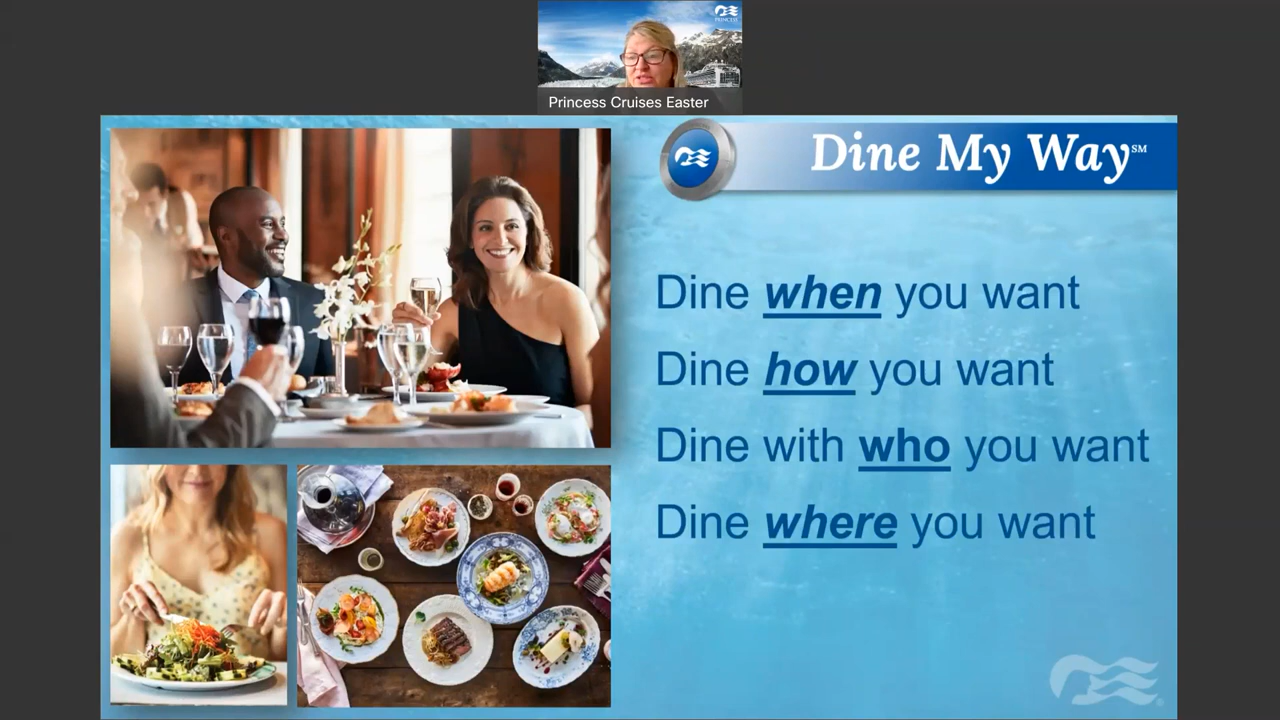 PRINCESS
Princess Cruises Easter
Dine My Way℠
Dine when you want
Dine how you want
Dine with who you want
Dine where you want